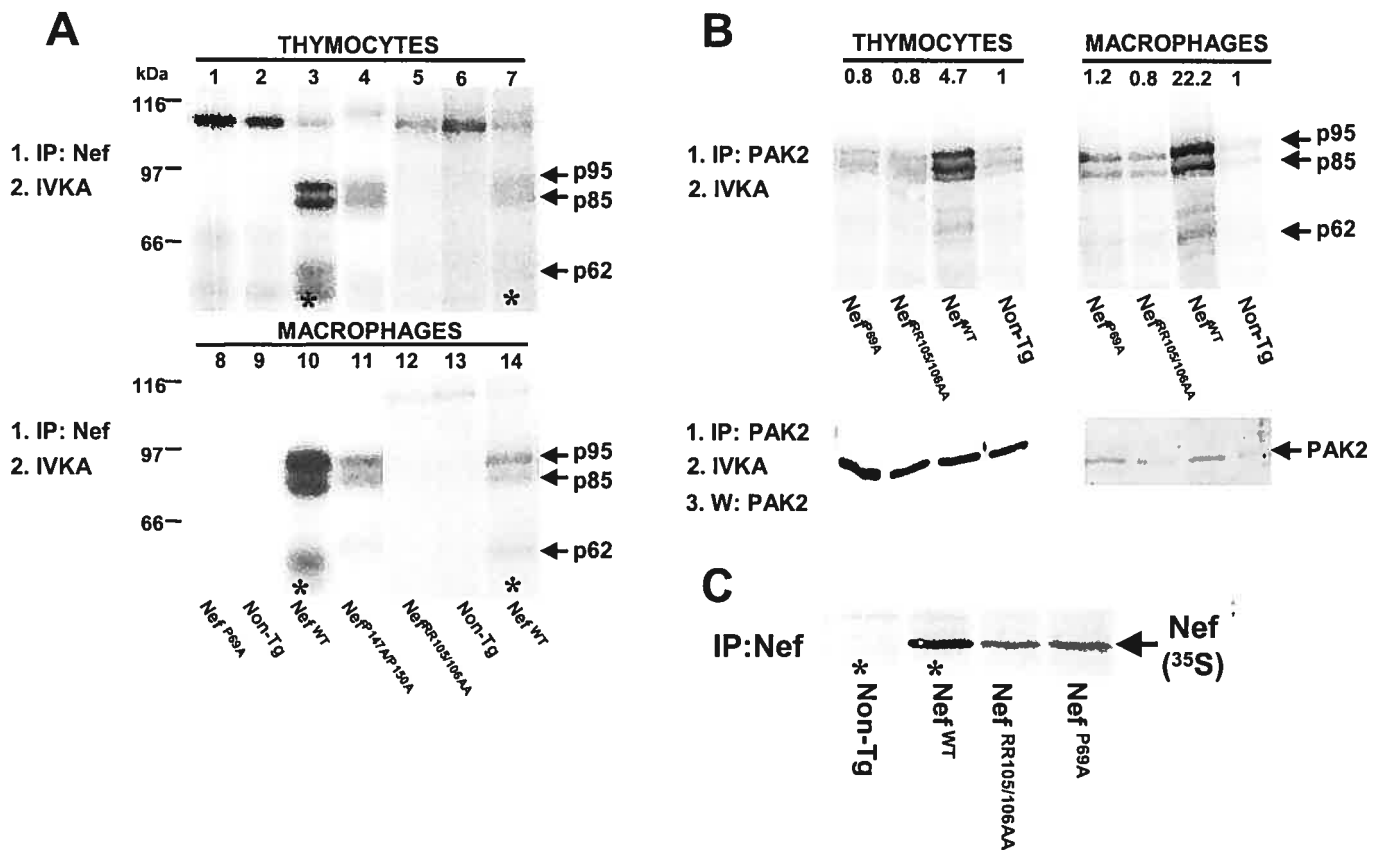 A
THYMOCYTES
kDa
1 2 3 4 5 6 7
116
1. IP: Nef
2. IVKA
97
66
p95
p85
p62
* *
MACROPHAGES
8 9 10 11 12 13 14
116
1. IP: Nef
2. IVKA
97
66
p95
p85
p62
* *
Nef P69A
Non-Tg
Nef WT
Nef P147A/P150A
Nef RR105/106AA
Non-Tg
Nef WT
B
THYMOCYTES
0.8 0.8 4.7 1
MACROPHAGES
1.2 0.8 22.2 1
1. IP: PAK2
2. IVKA
p95
p85
p62
Nef P69A
Nef RR105/106AA
Nef WT
Non-Tg
Nef P69A
Nef RR105/106AA
Nef WT
Non-Tg
1. IP: PAK2
2. IVKA
3. W: PAK2
PAK2
C
IP:Nef
Nef
(35S)
* Non-Tg
* Nef WT
Nef RR105/106AA
Nef P69A